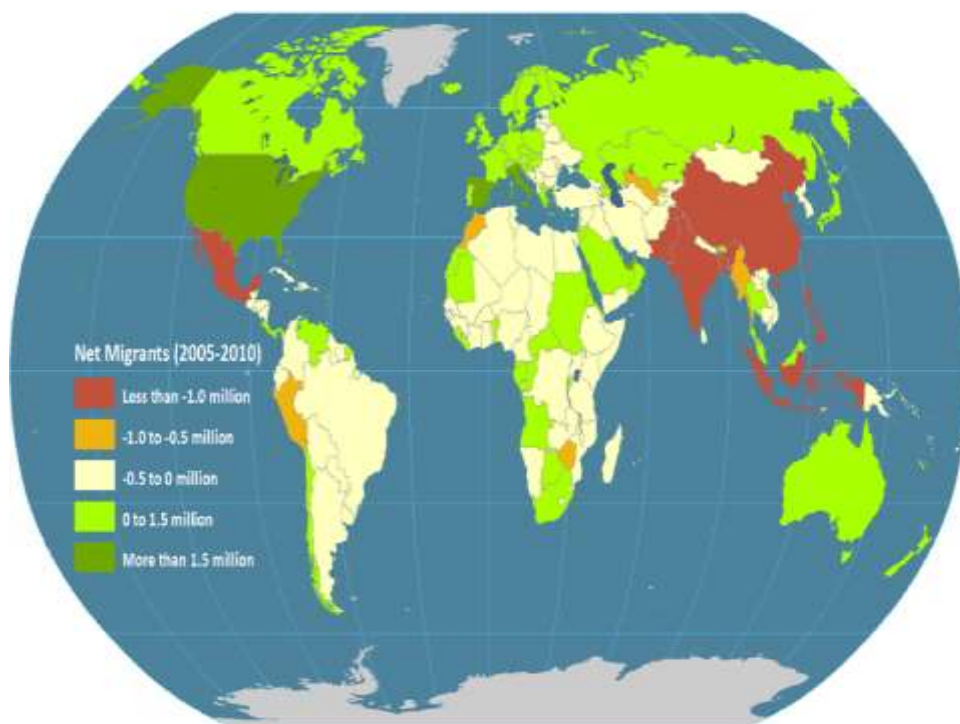 Net Migrants (2005-2010)
Less than -1.0 million
-1.0 to -0.5 million
-0.5 to 0 million
0 to 1.5 million
More than 1.5 million